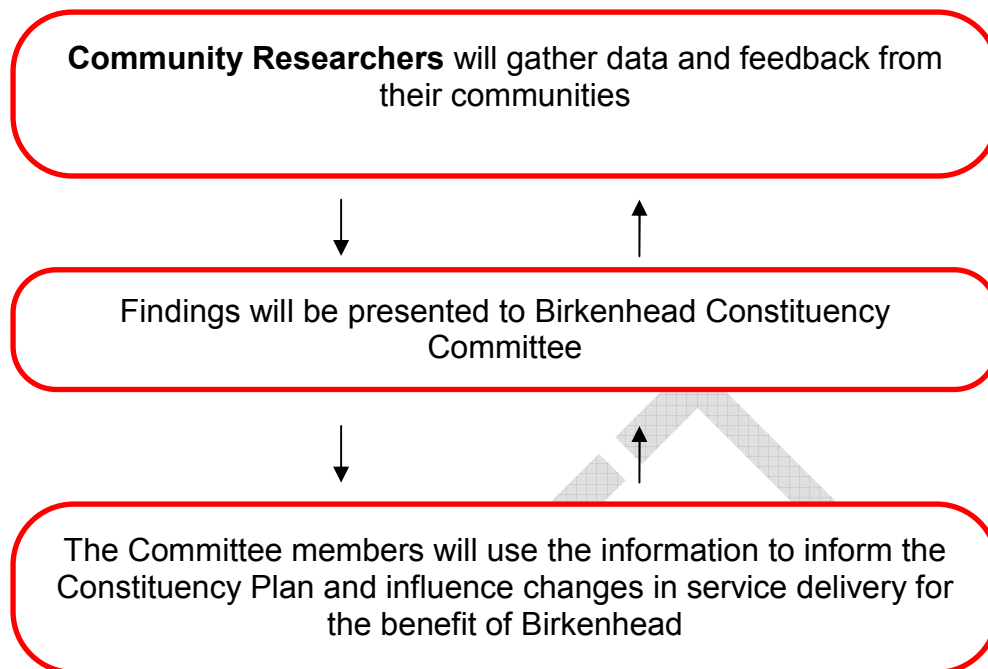 Community Researchers will gather data and feedback from
their communities
Findings will be presented to Birkenhead Constituency
Committee
The Committee members will use the information to inform the
Constituency Plan and influence changes in service delivery for
the benefit of Birkenhead